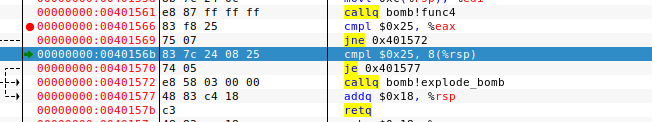 00000000:00401561 e8 87 ff ff ff callq bomb!func4
00000000:00401566 83 f8 25 cmpl $0x25, %eax
00000000:00401569 75 07 jne 0x401572
00000000:0040156b 83 7c 24 08 25 cmpl $0x25, 8(%rsp)
00000000:00401570 74 05 je 0x401577
00000000:00401572 e8 58 03 00 00 callq bomb!explode_bomb
00000000:00401577 48 83 c4 18 addq $0x18, %rsp
00000000:0040157b c3 retq